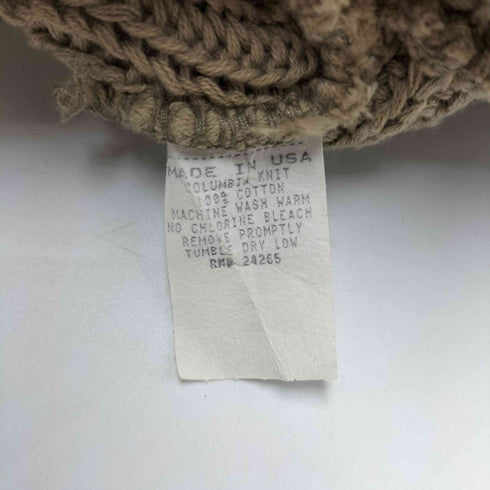 MADE IN USA
COLUMBIA KNIT
100% COTTON
MACHINE WASH WARM
NO CHLORINE BLEACH
REMOVE PROMPTLY
TUMBLE DRY LOW
RN# 24265